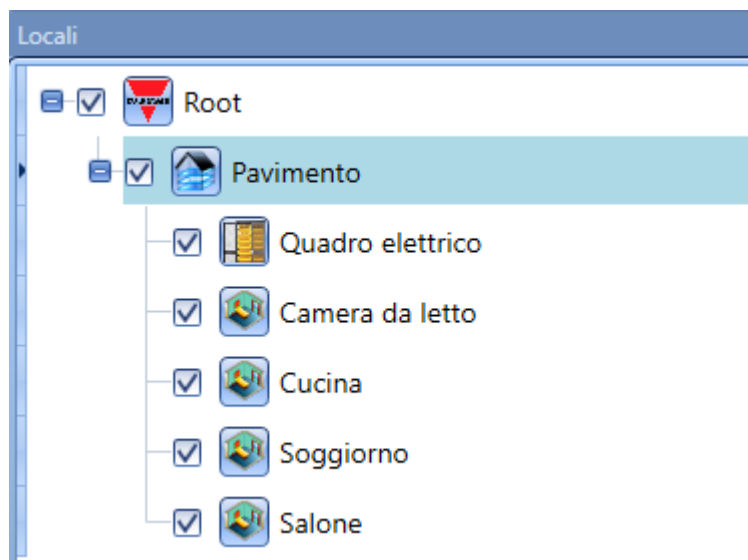 Locali
Root
Pavimento
Quadro elettrico
Camera da letto
Cucina
Soggiorno
Salone